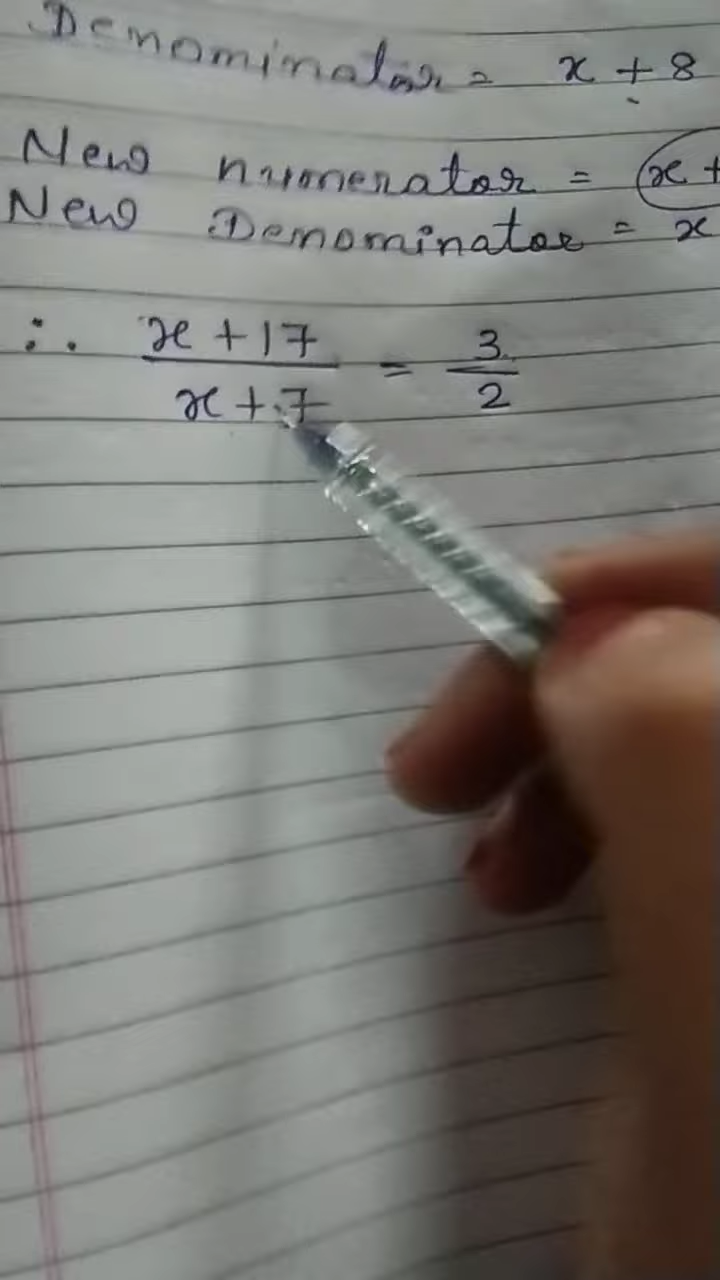 Denominator = x + 8
New numerator = x +
New Denominator = x
∴ x + 17 / x + 7 = 3 / 2